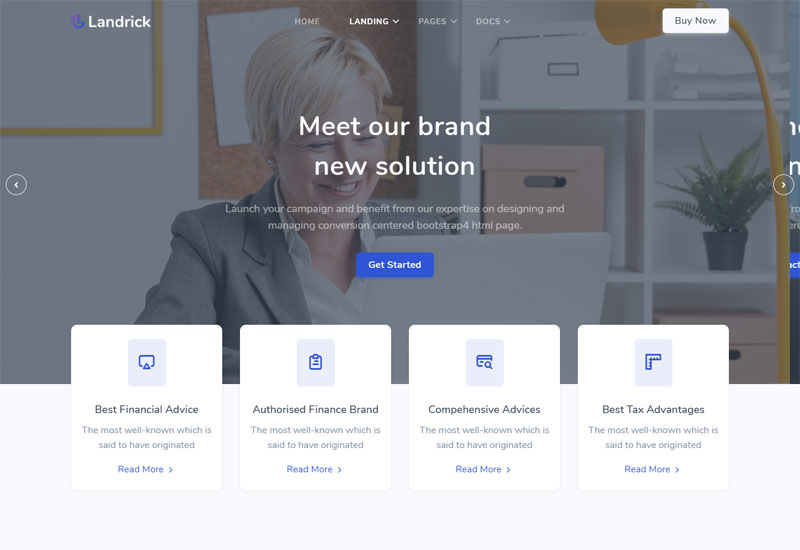 Landrick
HOME
LANDING
PAGES
DOCS
Buy Now
Meet our brand
new solution
Launch your campaign and benefit from our expertise on designing and
managing conversion centered bootstrap4 html page.
Get Started
Best Financial Advice
The most well-known which is
said to have originated
Read More
Authorised Finance Brand
The most well-known which is
said to have originated
Read More
Compehensive Advices
The most well-known which is
said to have originated
Read More
Best Tax Advantages
The most well-known which is
said to have originated
Read More